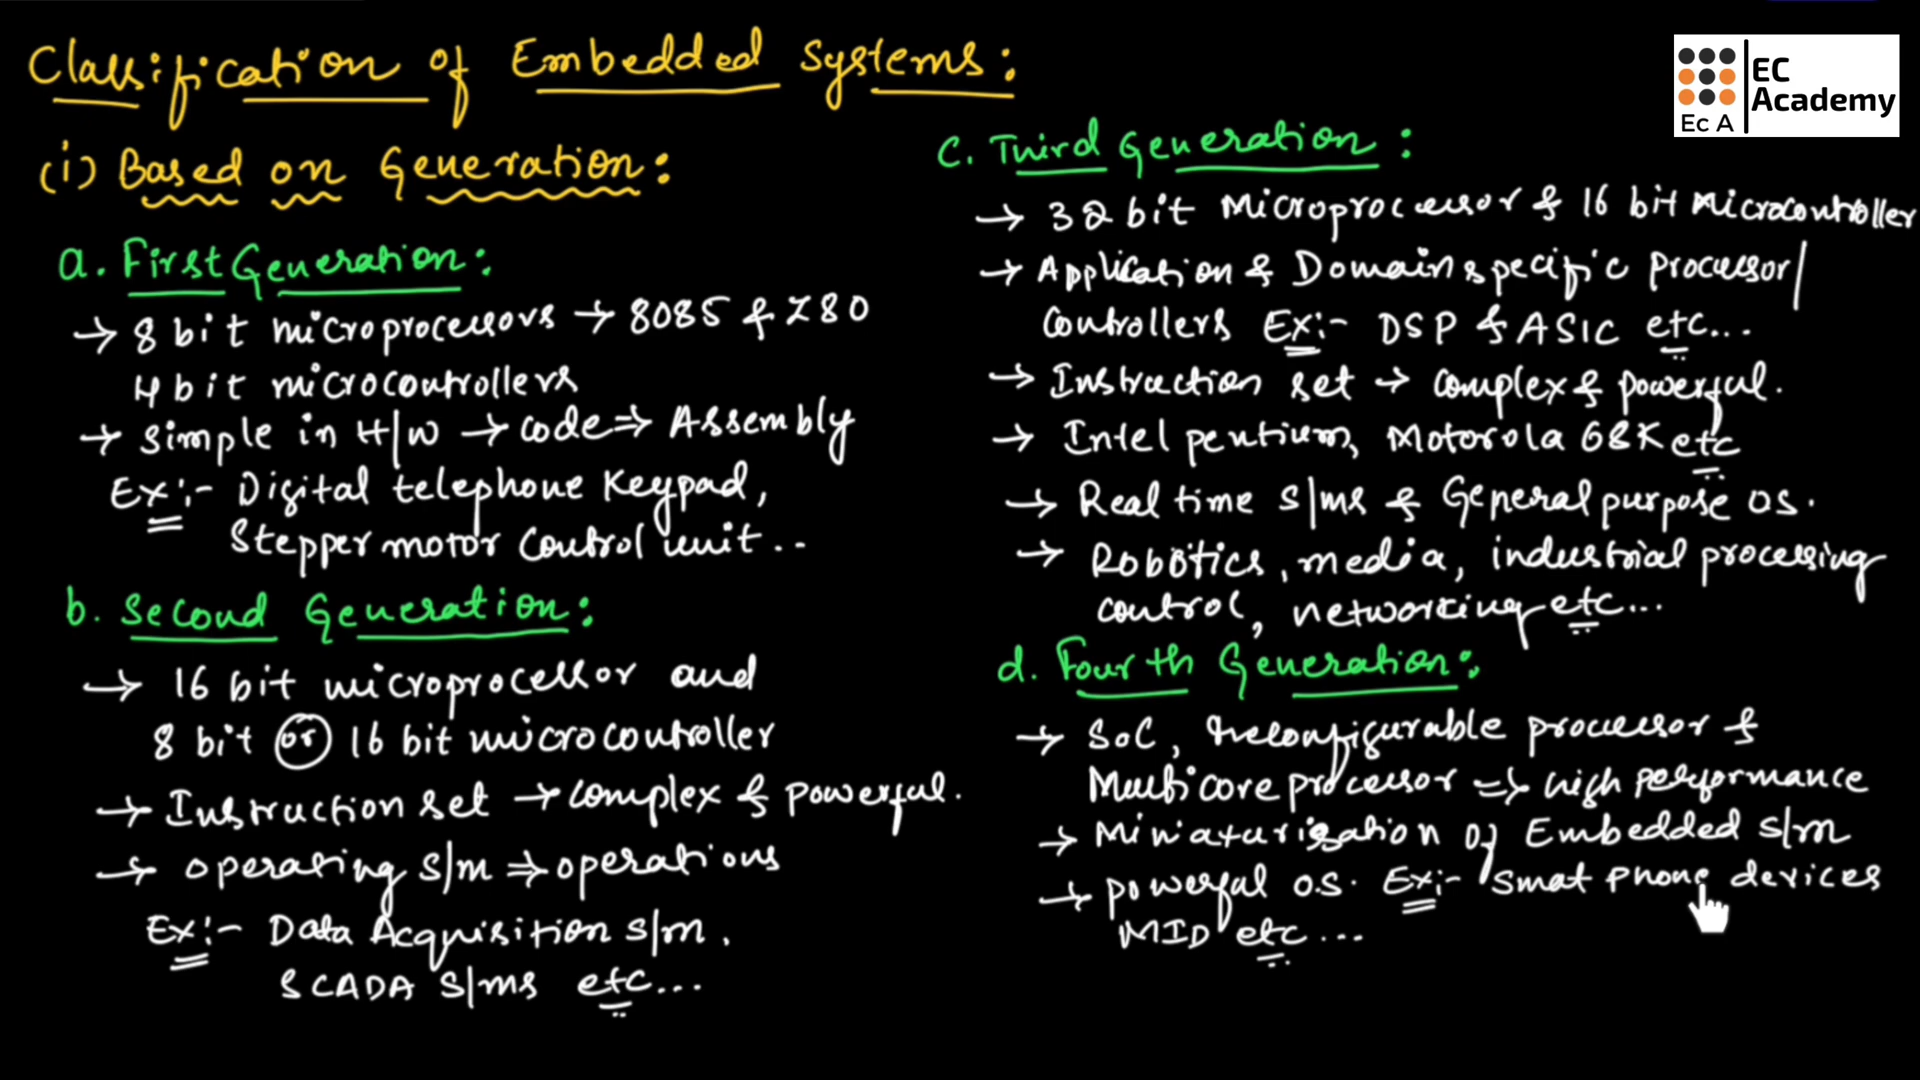 Classification of Embedded Systems:
(i) Based on Generation:
a. First Generation:
→ 8 bit microprocessors → 8085 & Z80
4 bit microcontrollers
→ simple in H/W → code ⇒ Assembly
Ex:- Digital telephone Keypad,
Stepper motor control unit..
b. Second Generation:
→ 16 bit microprocessor and
8 bit or 16 bit microcontroller
→ Instruction set → complex & powerful.
→ operating s/m ⇒ operations
Ex:- Data Acquisition s/m,
SCADA s/ms etc...
c. Third Generation:
→ 32 bit Microprocessor & 16 bit Microcontroller
→ Application & Domain specific processor/
controllers Ex:- DSP & ASIC etc...
→ Instruction set → complex & powerful.
→ Intel pentium, Motorola 68K etc
→ Real time s/ms & General purpose OS.
→ Robotics, media, industrial processing
control, networking etc...
d. Fourth Generation:
→ SoC, Reconfigurable processor &
Multicore processor ⇒ high performance
→ Miniaturisation of Embedded s/m
→ powerful O.S. Ex:- Smat phone devices
MID etc...
EC
Academy
Ec A